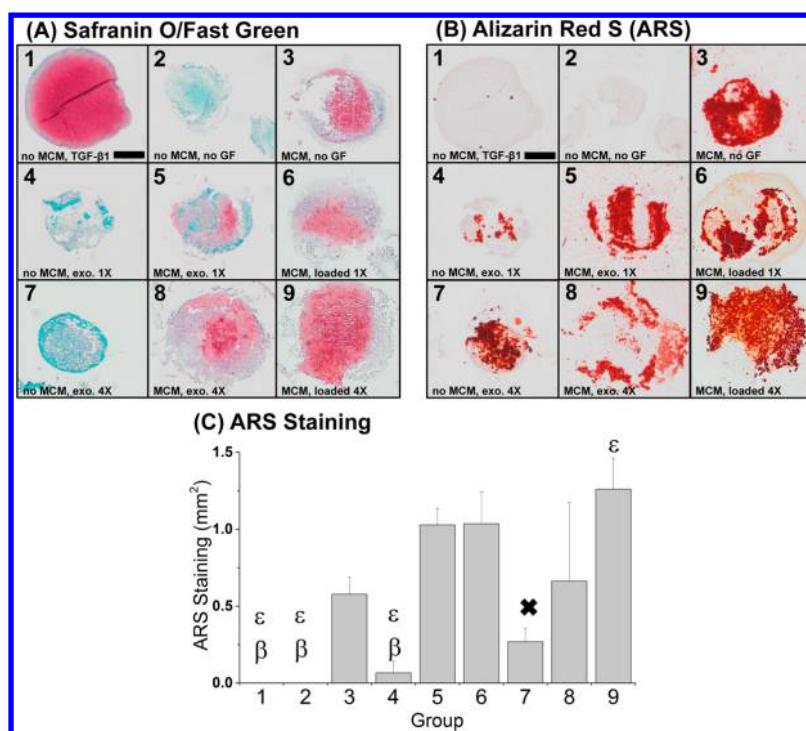 (A) Safranin O/Fast Green
1 2 3
no MCM, TGF-β1 no MCM, no GF MCM, no GF
4 5 6
no MCM, exo. 1X MCM, exo. 1X MCM, loaded 1X
7 8 9
no MCM, exo. 4X MCM, exo. 4X MCM, loaded 4X
(B) Alizarin Red S (ARS)
1 2 3
no MCM, TGF-β1 no MCM, no GF MCM, no GF
4 5 6
no MCM, exo. 1X MCM, exo. 1X MCM, loaded 1X
7 8 9
no MCM, exo. 4X MCM, exo. 4X MCM, loaded 4X
(C) ARS Staining
ARS Staining (mm²)
1.5
1.0
0.5
0.0
ε ε ε ε
β β β ✖
1 2 3 4 5 6 7 8 9
Group